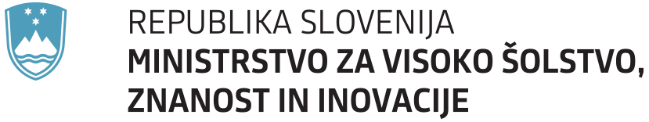 REPUBLIKA SLOVENIJA
MINISTRSTVO ZA VISOKO ŠOLSTVO,
ZNANOST IN INOVACIJE